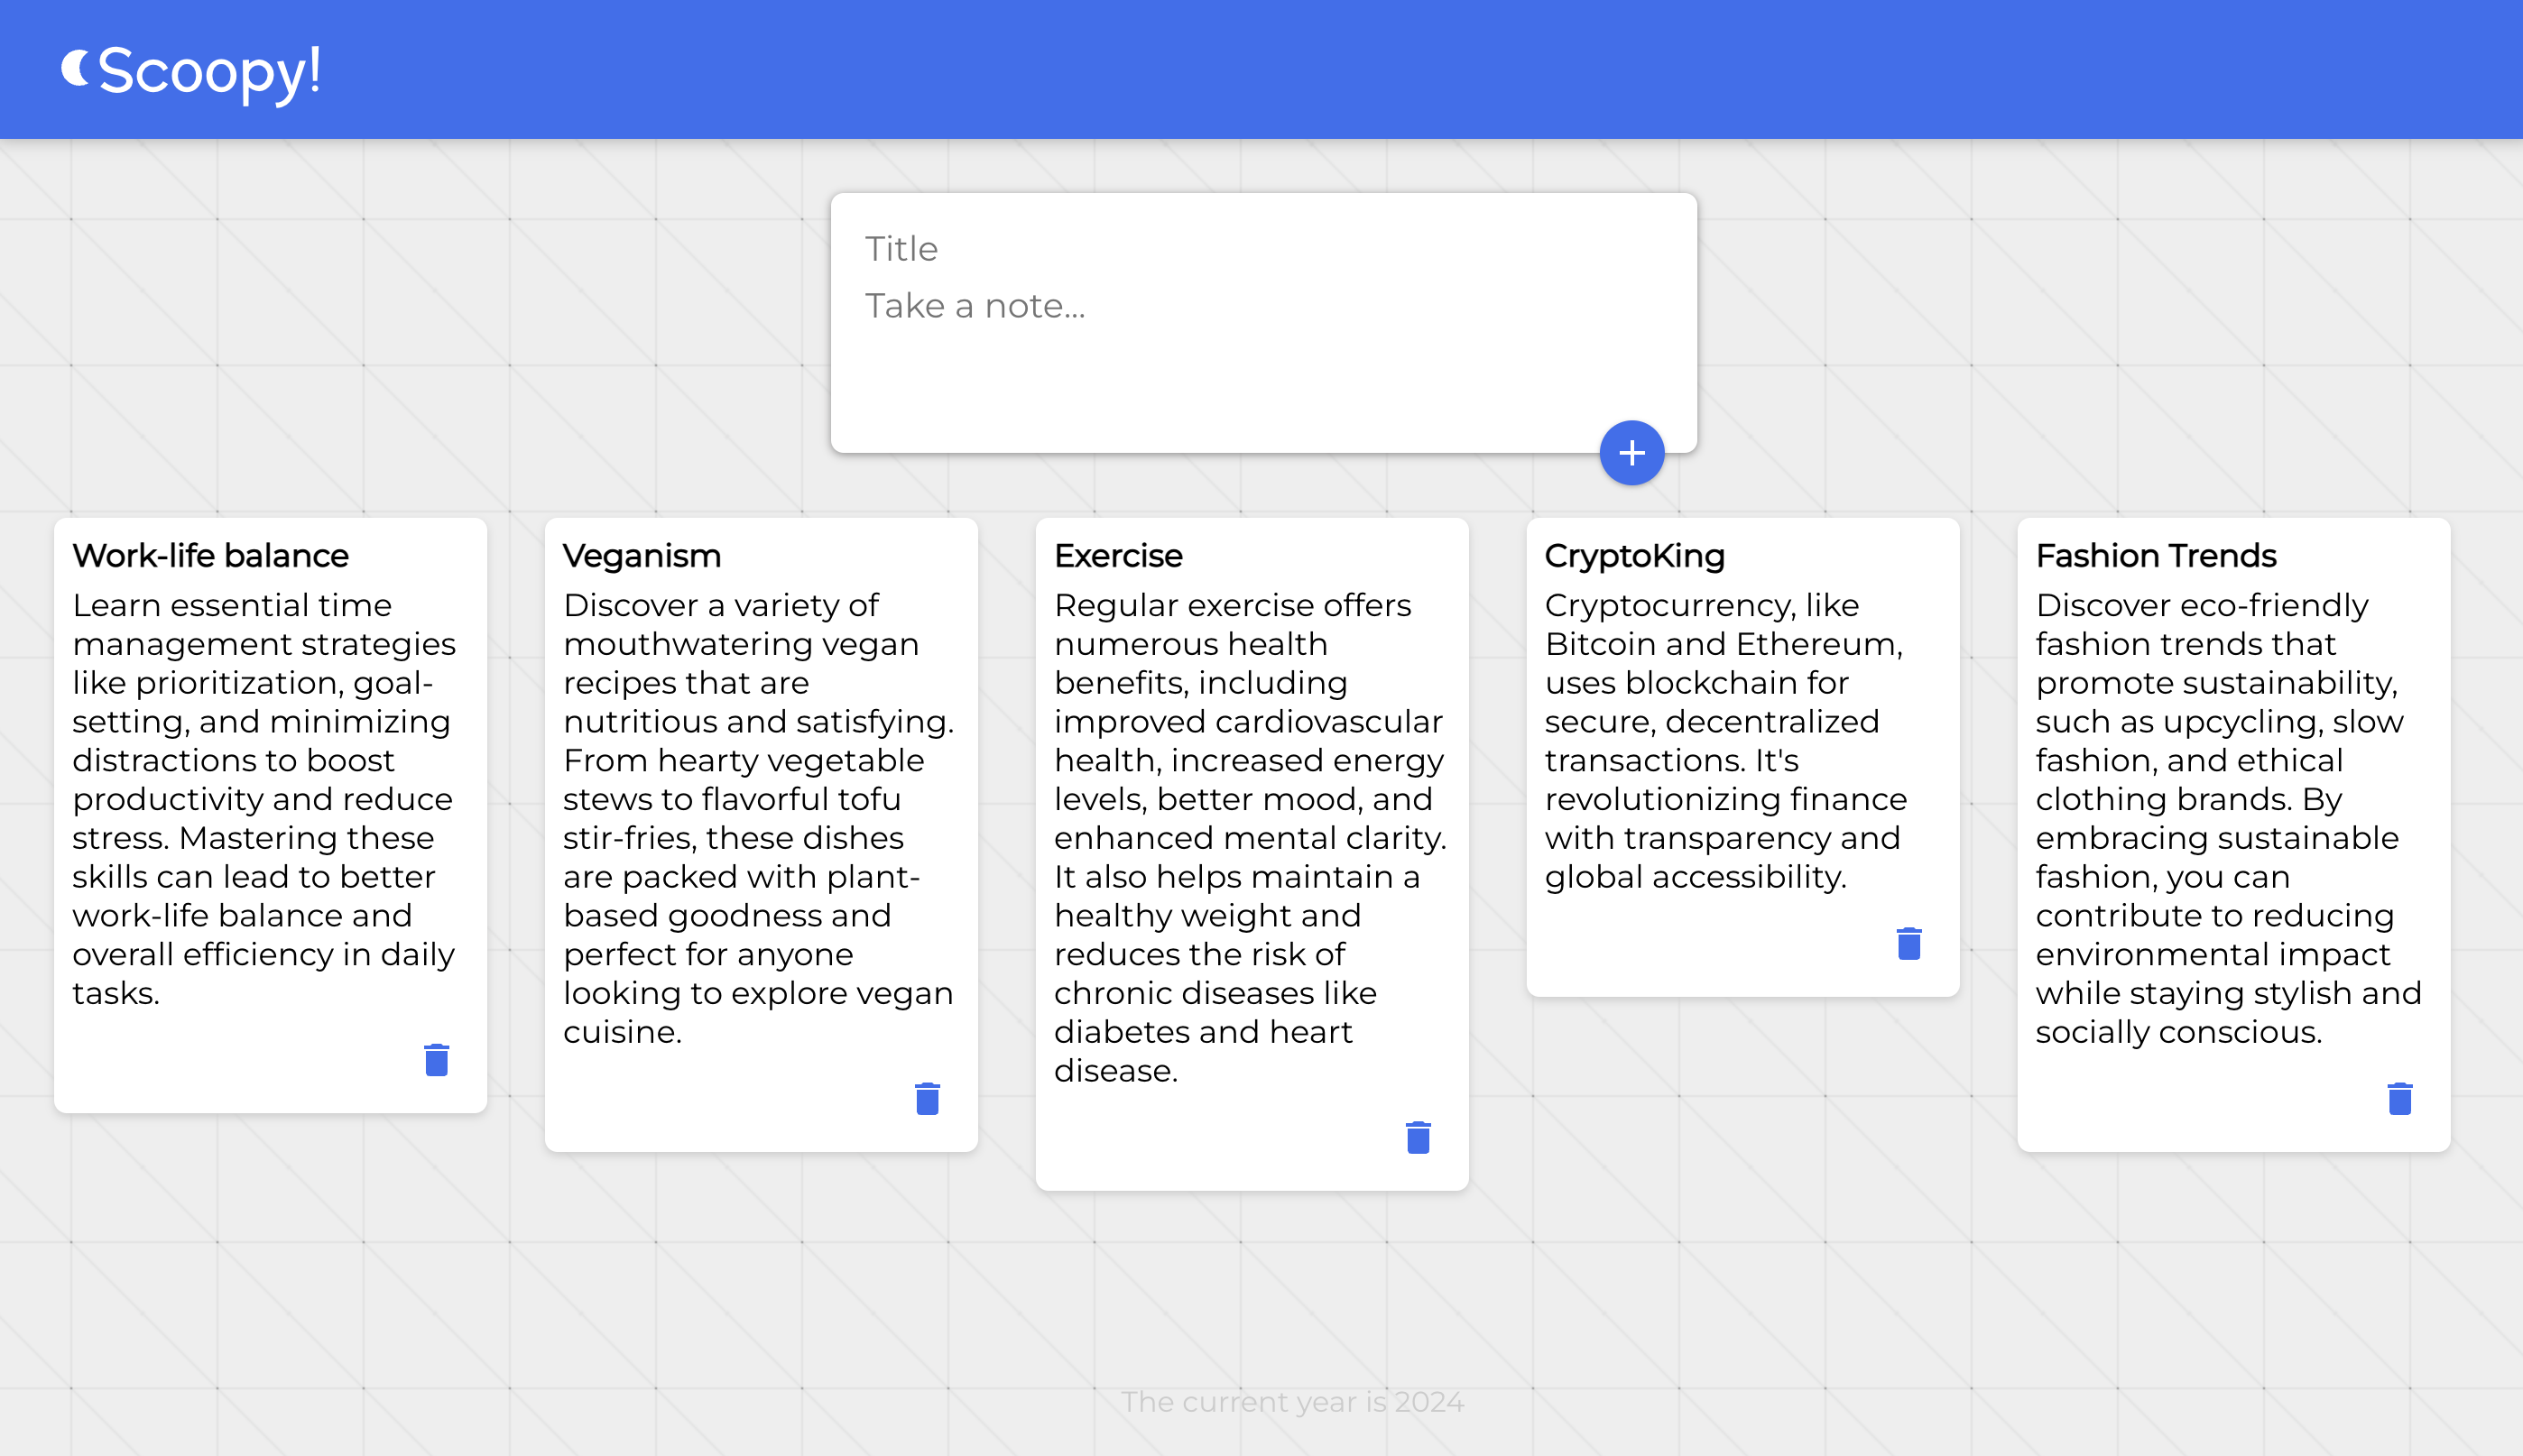 Scoopy!
Title
Take a note...
Work-life balance
Learn essential time
management strategies
like prioritization, goal-
setting, and minimizing
distractions to boost
productivity and reduce
stress. Mastering these
skills can lead to better
work-life balance and
overall efficiency in daily
tasks.
Veganism
Discover a variety of
mouthwatering vegan
recipes that are
nutritious and satisfying.
From hearty vegetable
stews to flavorful tofu
stir-fries, these dishes
are packed with plant-
based goodness and
perfect for anyone
looking to explore vegan
cuisine.
Exercise
Regular exercise offers
numerous health
benefits, including
improved cardiovascular
health, increased energy
levels, better mood, and
enhanced mental clarity.
It also helps maintain a
healthy weight and
reduces the risk of
chronic diseases like
diabetes and heart
disease.
CryptoKing
Cryptocurrency, like
Bitcoin and Ethereum,
uses blockchain for
secure, decentralized
transactions. It's
revolutionizing finance
with transparency and
global accessibility.
Fashion Trends
Discover eco-friendly
fashion trends that
promote sustainability,
such as upcycling, slow
fashion, and ethical
clothing brands. By
embracing sustainable
fashion, you can
contribute to reducing
environmental impact
while staying stylish and
socially conscious.
The current year is 2024